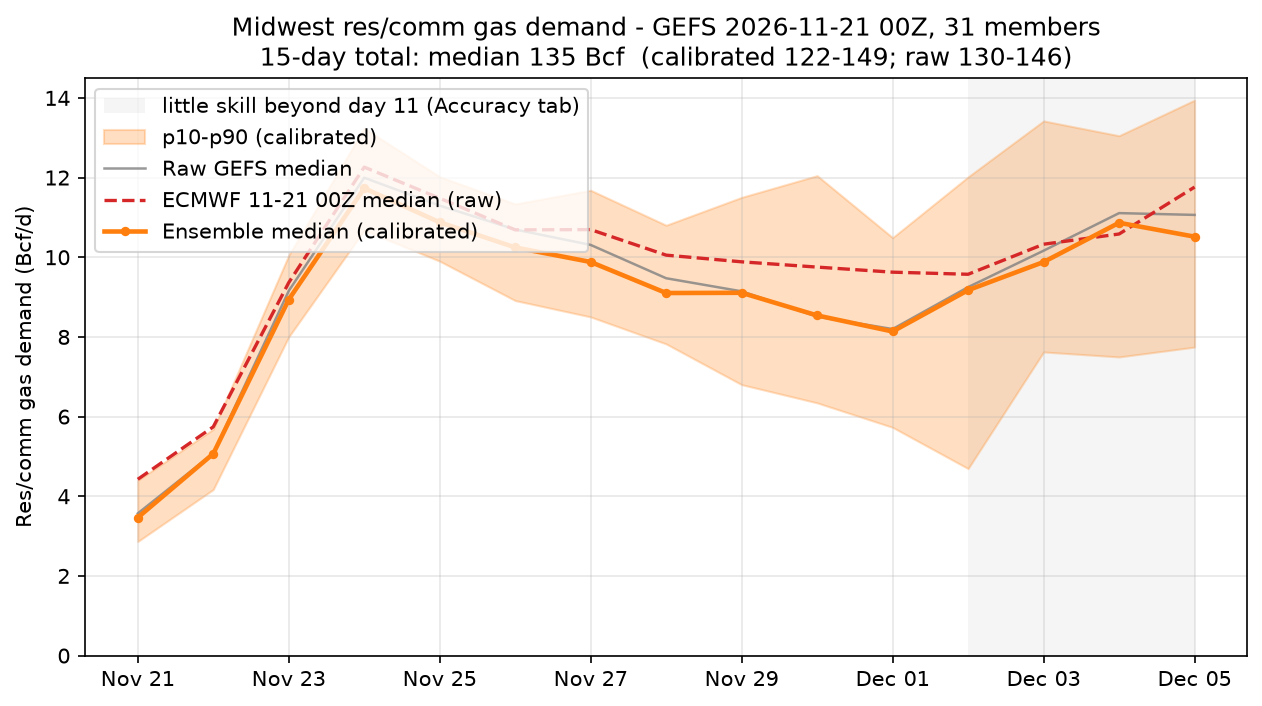 Midwest res/comm gas demand - GEFS 2026-11-21 00Z, 31 members
15-day total: median 135 Bcf  (calibrated 122-149; raw 130-146)
little skill beyond day 11 (Accuracy tab)
p10-p90 (calibrated)
Raw GEFS median
ECMWF 11-21 00Z median (raw)
Ensemble median (calibrated)
Res/comm gas demand (Bcf/d)
14
12
10
8
6
4
2
0
Nov 21
Nov 23
Nov 25
Nov 27
Nov 29
Dec 01
Dec 03
Dec 05